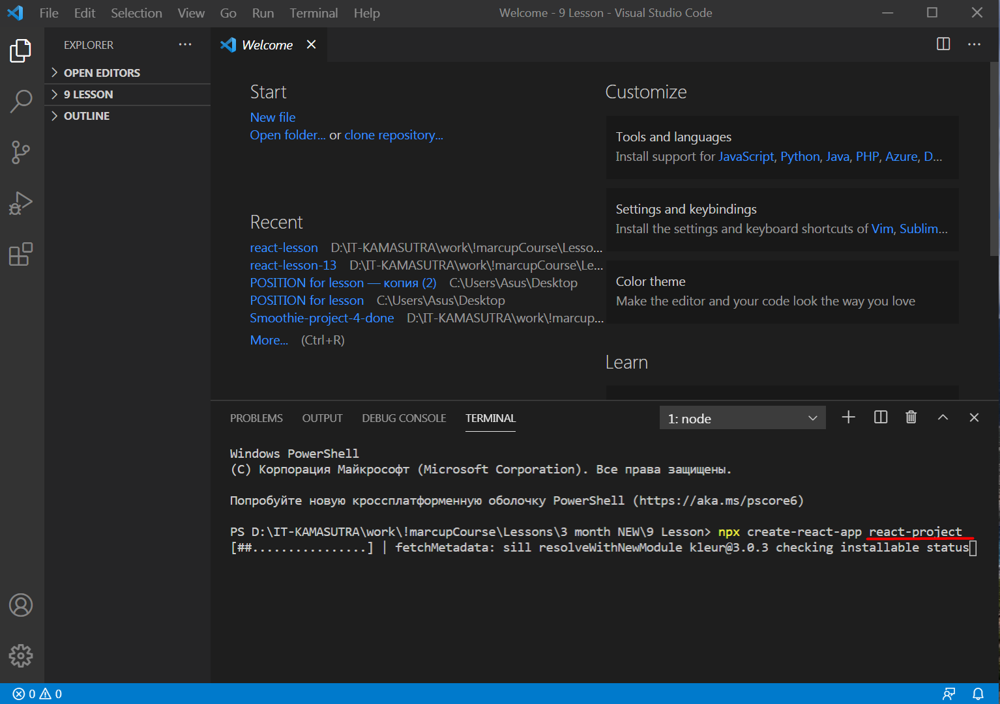 File Edit Selection View Go Run Terminal Help
Welcome - 9 Lesson - Visual Studio Code
EXPLORER
OPEN EDITORS
9 LESSON
OUTLINE
Welcome
Start
New file
Open folder... or clone repository...
Recent
react-lesson D:\IT-KAMASUTRA\work\!marcupCourse\Lesso...
react-lesson-13 D:\IT-KAMASUTRA\work\!marcupCourse\Le...
POSITION for lesson — копия (2) C:\Users\Asus\Desktop
POSITION for lesson C:\Users\Asus\Desktop
Smoothie-project-4-done D:\IT-KAMASUTRA\work\!marcup...
More... (Ctrl+R)
Customize
Tools and languages
Install support for JavaScript, Python, Java, PHP, Azure, D...
Settings and keybindings
Install the settings and keyboard shortcuts of Vim, Sublim...
Color theme
Make the editor and your code look the way you love
Learn
PROBLEMS OUTPUT DEBUG CONSOLE TERMINAL
1: node
Windows PowerShell
(C) Корпорация Майкрософт (Microsoft Corporation). Все права защищены.
Попробуйте новую кроссплатформенную оболочку PowerShell (https://aka.ms/pscore6)
PS D:\IT-KAMASUTRA\work\!marcupCourse\Lessons\3 month NEW\9 Lesson> npx create-react-app react-project
[##................] | fetchMetadata: sill resolveWithNewModule kleur@3.0.3 checking installable status
0 0